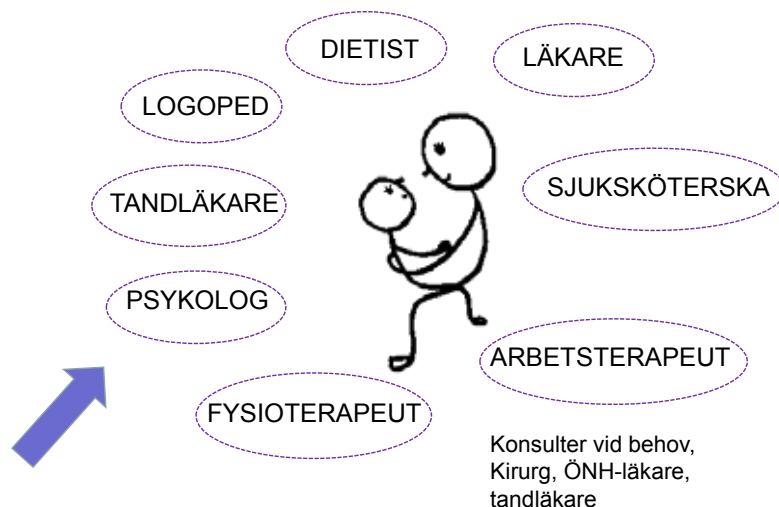 DIETIST
LÄKARE
LOGOPED
TANDLÄKARE
SJUKSKÖTERSKA
PSYKOLOG
ARBETSTERAPEUT
FYSIOTERAPEUT
Konsulter vid behov,
Kirurg, ÖNH-läkare,
tandläkare